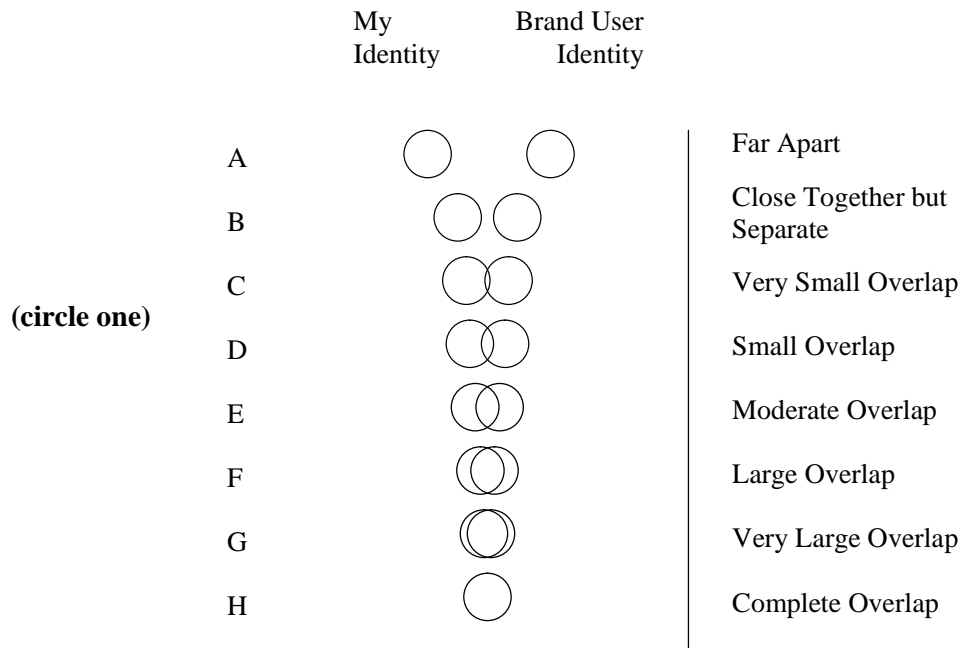 My Brand User
Identity Identity
A Far Apart
B Close Together but
Separate
C Very Small Overlap
(circle one)
D Small Overlap
E Moderate Overlap
F Large Overlap
G Very Large Overlap
H Complete Overlap